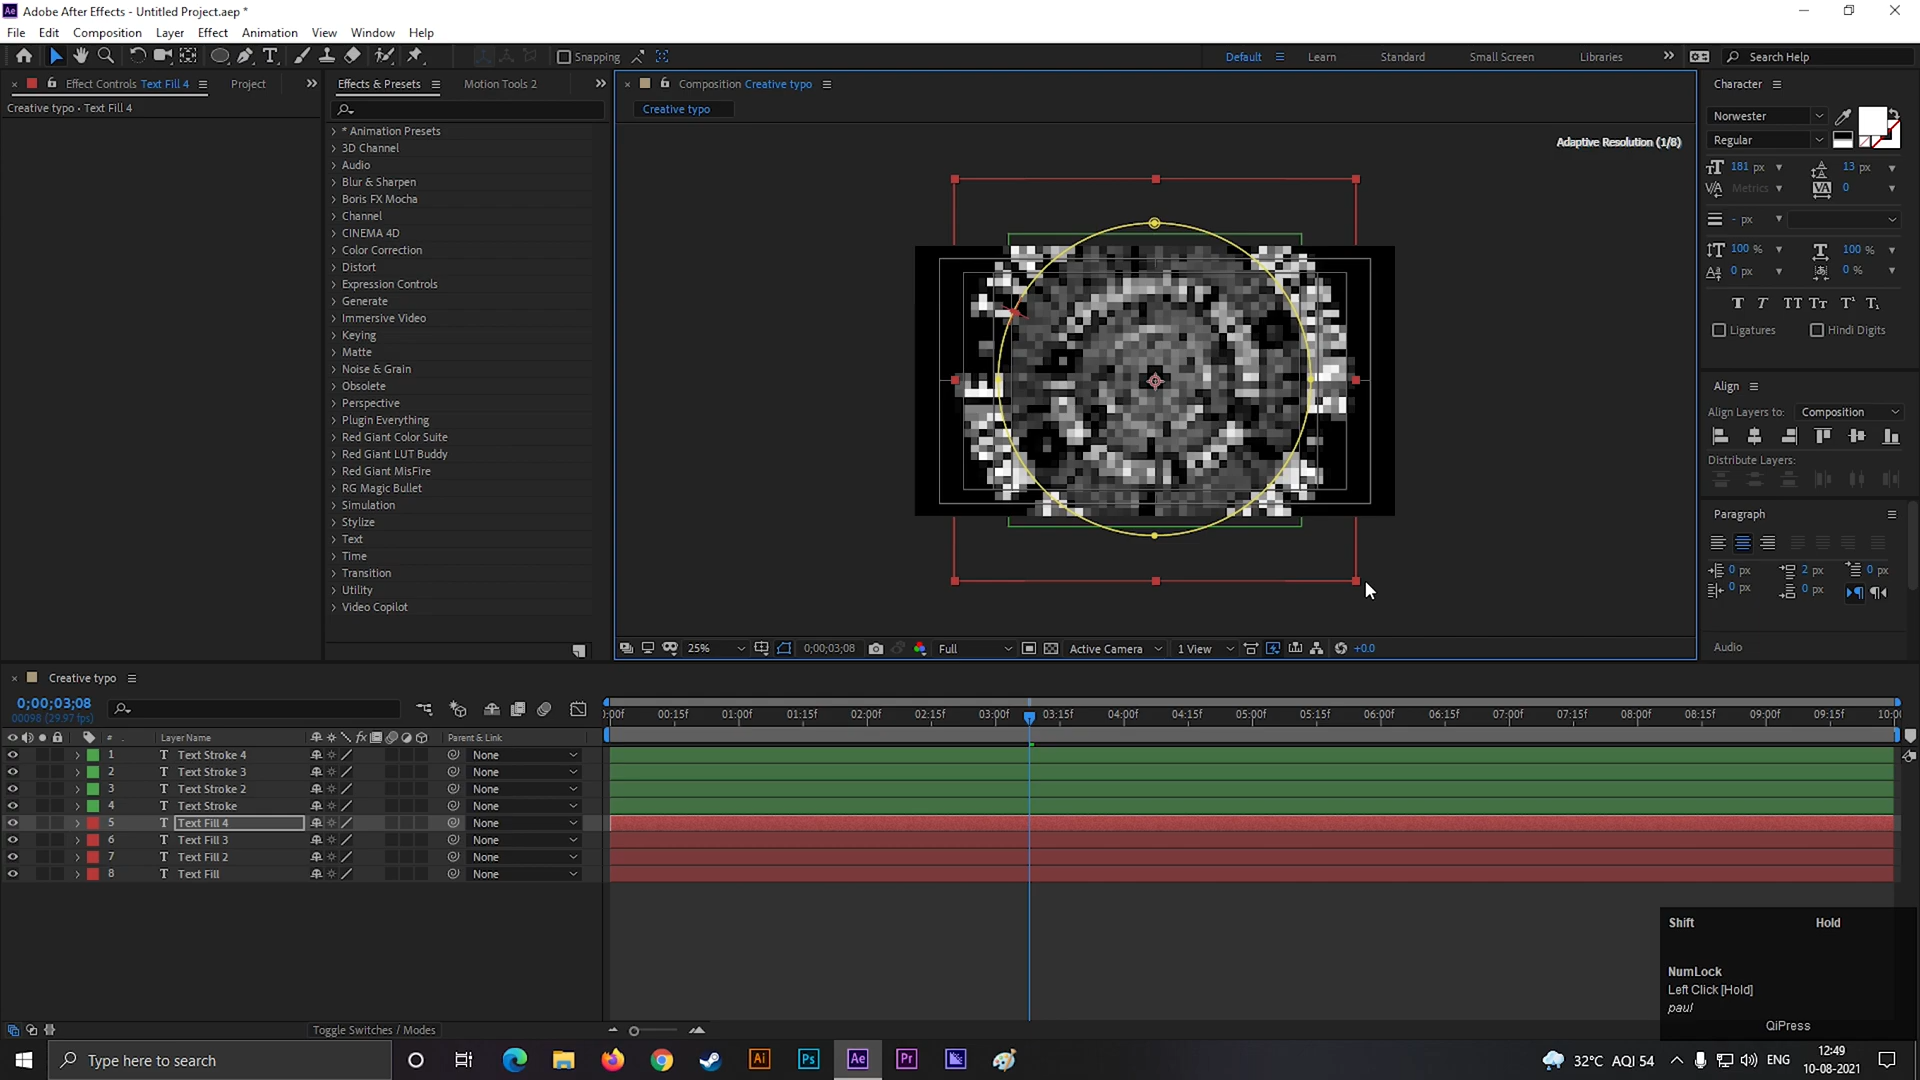 Adobe After Effects - Untitled Project.aep *
File Edit Composition Layer Effect Animation View Window Help
Snapping Default Learn Standard Small Screen Libraries Search Help
Effect Controls Text Fill 4 Project
Creative typo • Text Fill 4
Effects & Presets Motion Tools 2
* Animation Presets
3D Channel
Audio
Blur & Sharpen
Boris FX Mocha
Channel
CINEMA 4D
Color Correction
Distort
Expression Controls
Generate
Immersive Video
Keying
Matte
Noise & Grain
Obsolete
Perspective
Plugin Everything
Red Giant Color Suite
Red Giant LUT Buddy
Red Giant MisFire
RG Magic Bullet
Simulation
Stylize
Text
Time
Transition
Utility
Video Copilot
Composition Creative typo
Creative typo
Adaptive Resolution (1/8)
25% 0;00;03;08 Full Active Camera 1 View +0.0
Character
Norwester
Regular
181 px 13 px
Metrics 0
- px
100 % 100 %
0 px 0 %
Ligatures Hindi Digits
Align
Align Layers to: Composition
Distribute Layers:
Paragraph
0 px 2 px 0 px
0 px 0 px
Audio
Creative typo
0;00;03;08
00098 (29.97 fps)
:00f 00:15f 01:00f 01:15f 02:00f 02:15f 03:00f 03:15f 04:00f 04:15f 05:00f 05:15f 06:00f 06:15f 07:00f 07:15f 08:00f 08:15f 09:00f 09:15f 10:0
# Layer Name Parent & Link
1 T Text Stroke 4 None
2 T Text Stroke 3 None
3 T Text Stroke 2 None
4 T Text Stroke None
5 T Text Fill 4 None
6 T Text Fill 3 None
7 T Text Fill 2 None
8 T Text Fill None
Toggle Switches / Modes
Shift Hold
NumLock
Left Click [Hold]
paul
QiPress
Type here to search
Ai Ps Ae Pr
32°C AQI 54 ENG
12:49
10-08-2021